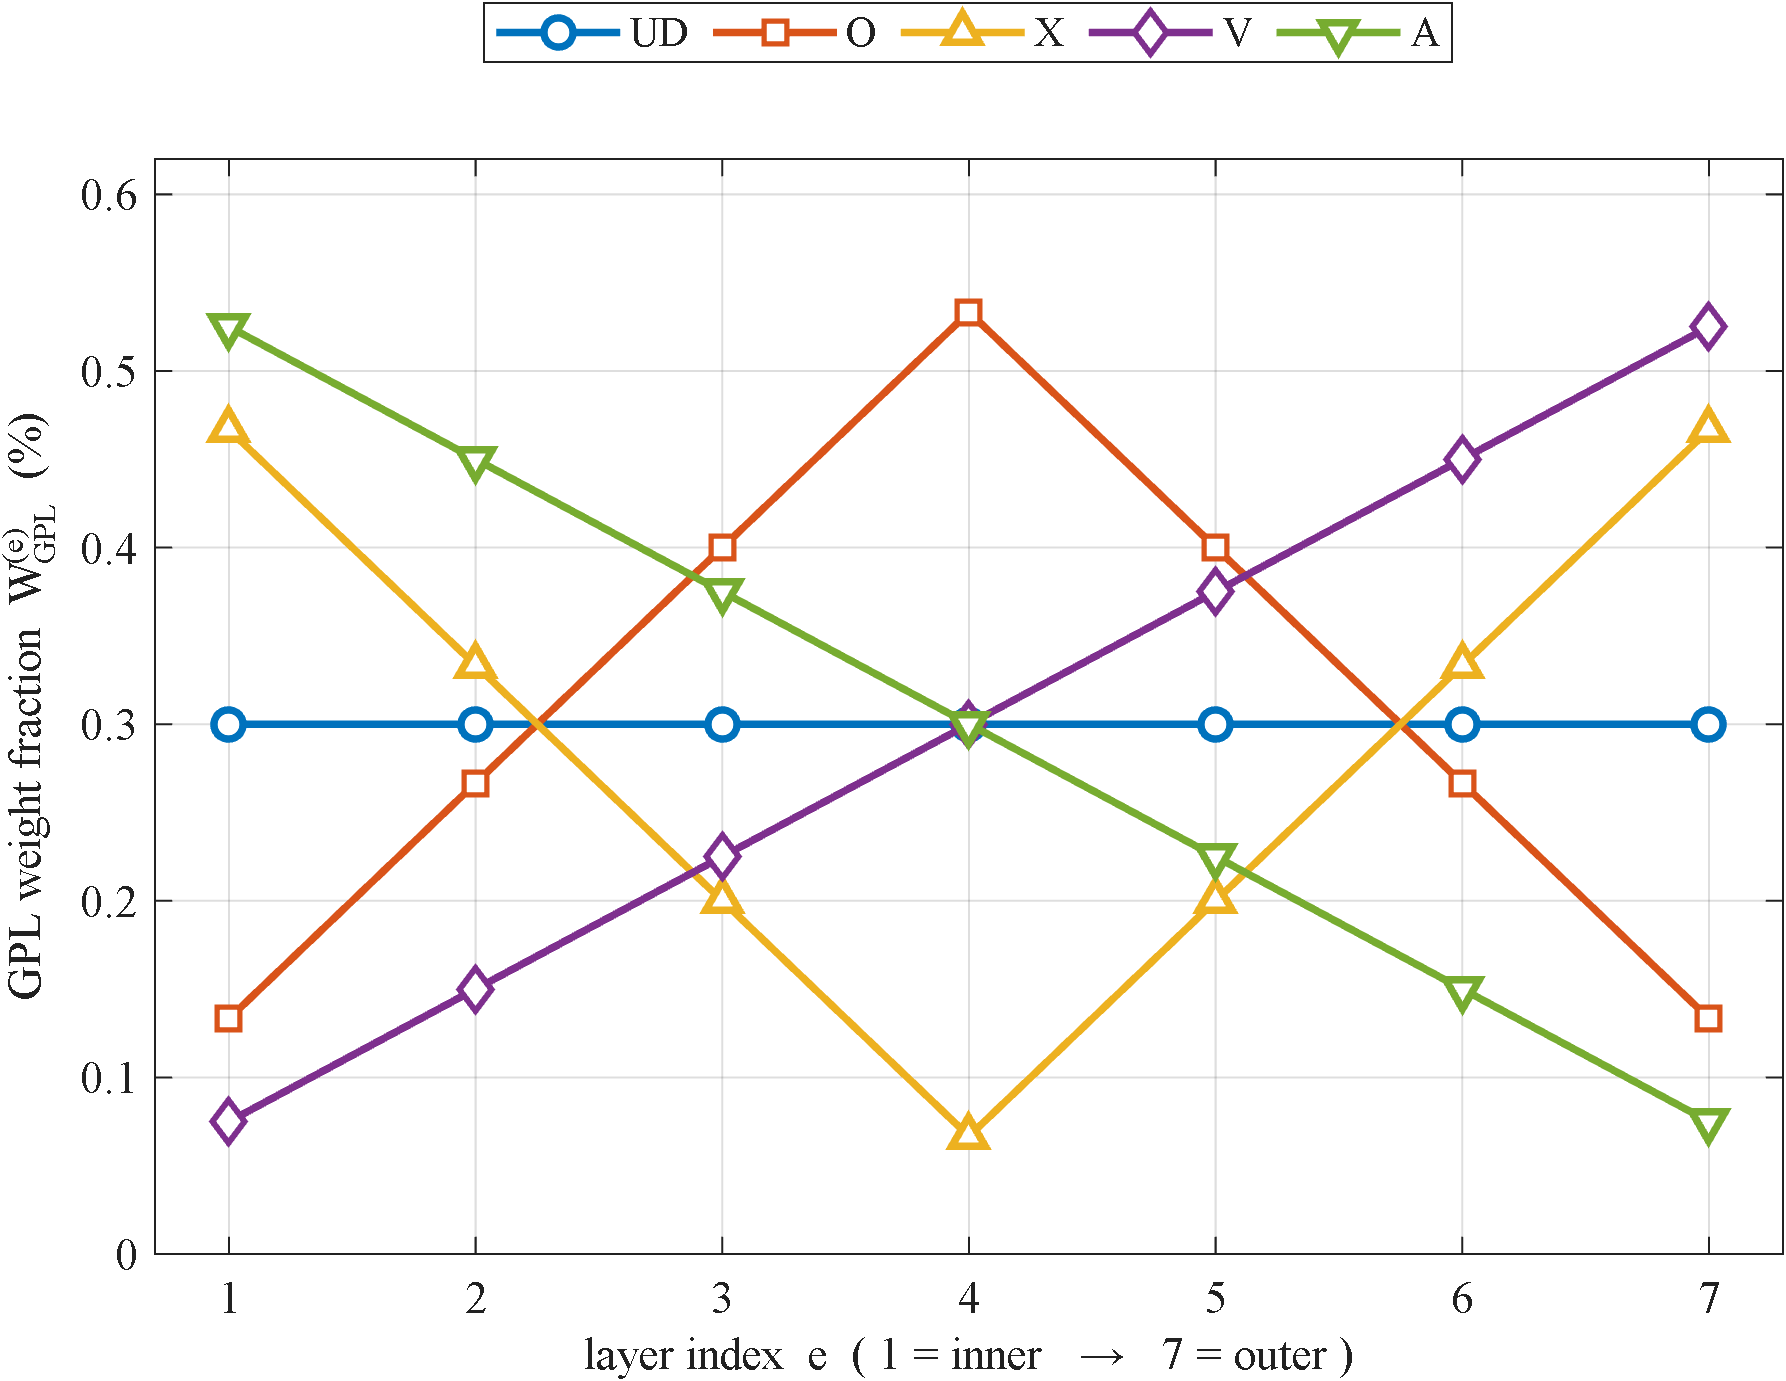 UD O X V A
0.6
0.5
0.4
0.3
0.2
0.1
0
GPL weight fraction W_GPL^(e) (%)
1 2 3 4 5 6 7
layer index e ( 1 = inner → 7 = outer )